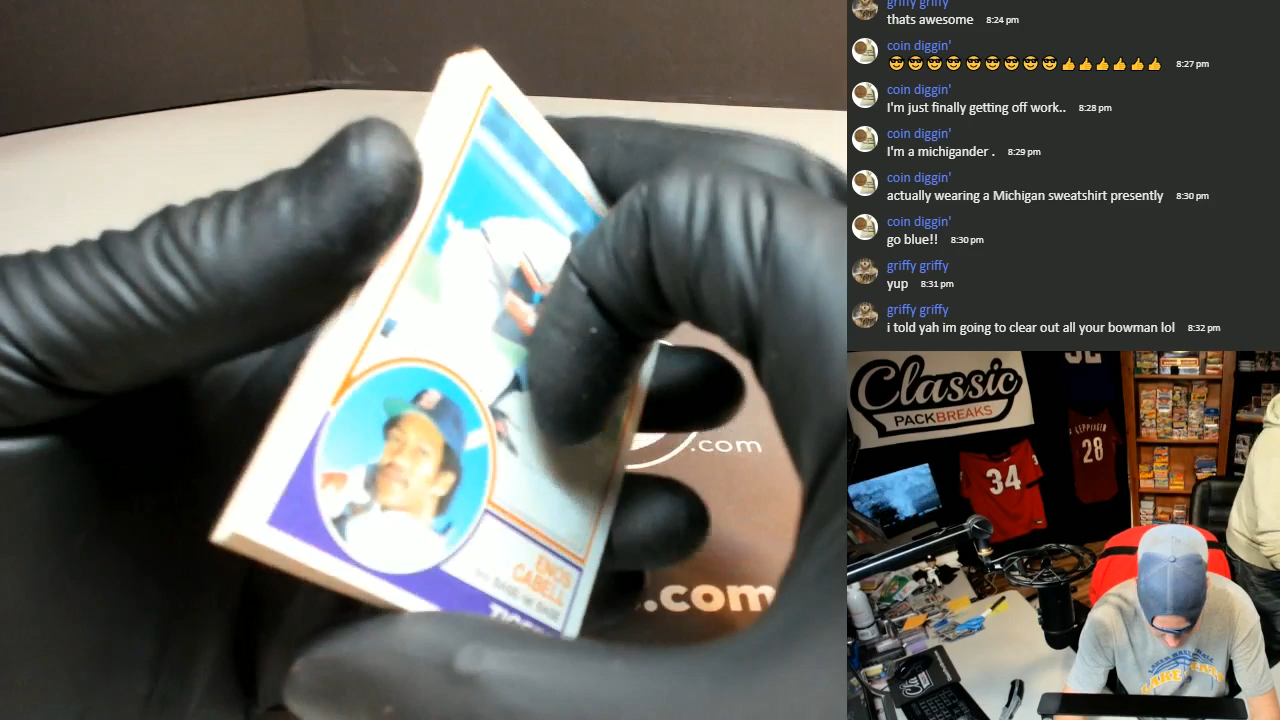 griffy griffy
thats awesome 8:24 pm
coin diggin'
😎😎😎😎😎😎😎😎😎👍👍👍👍👍👍 8:27 pm
coin diggin'
I'm just finally getting off work.. 8:28 pm
coin diggin'
I'm a michigander . 8:29 pm
coin diggin'
actually wearing a Michigan sweatshirt presently 8:30 pm
coin diggin'
go blue!! 8:30 pm
griffy griffy
yup 8:31 pm
griffy griffy
i told yah im going to clear out all your bowman lol 8:32 pm
ENOS
CABELL
.com
.com
Classic
PACKBREAKS
34
28